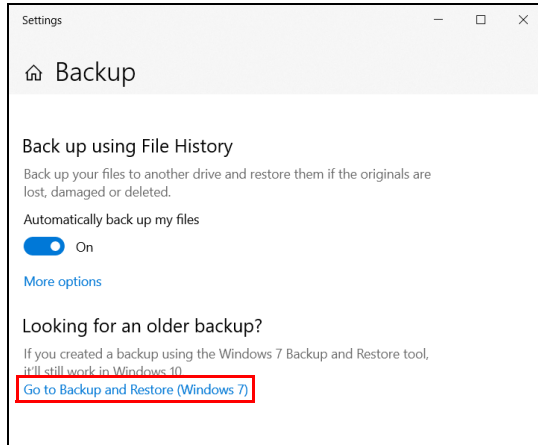 Settings
Backup
Back up using File History
Back up your files to another drive and restore them if the originals are
lost, damaged or deleted.
Automatically back up my files
On
More options
Looking for an older backup?
If you created a backup using the Windows 7 Backup and Restore tool,
it'll still work in Windows 10.
Go to Backup and Restore (Windows 7)